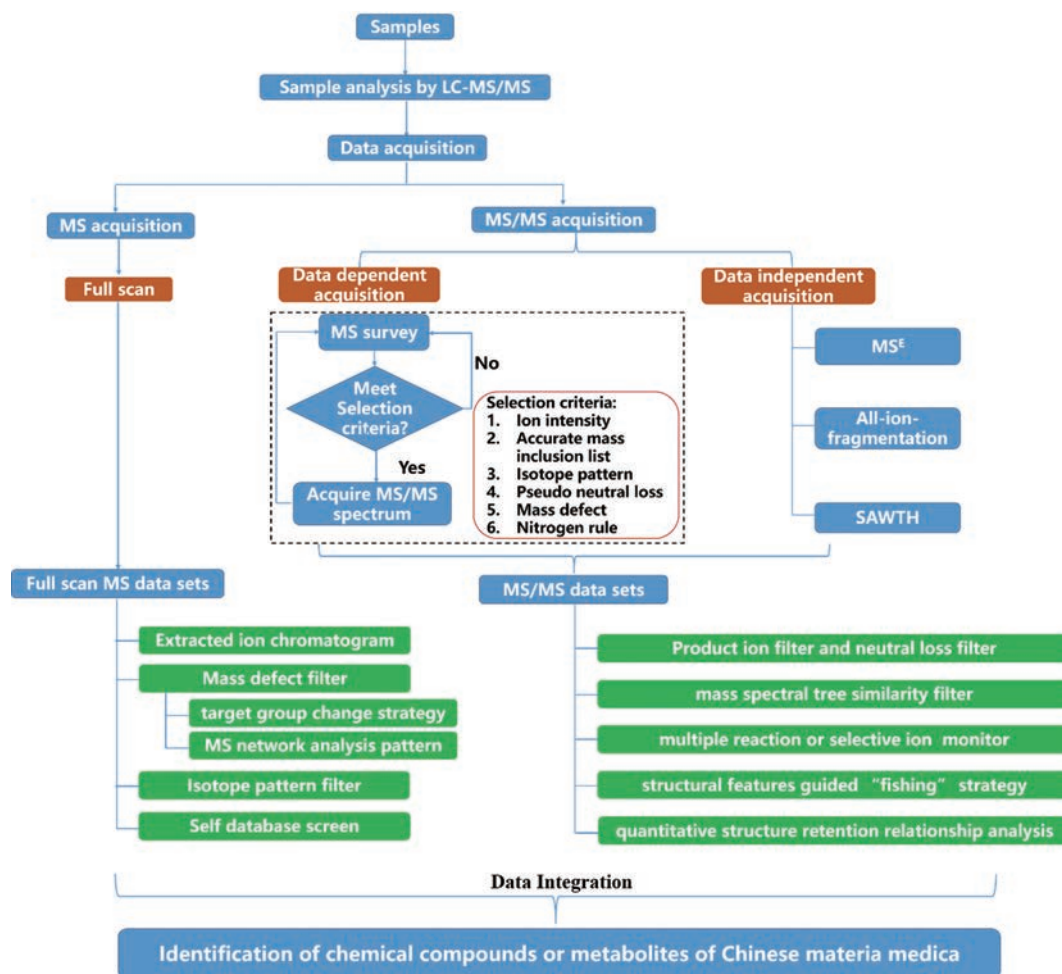 Samples
Sample analysis by LC-MS/MS
Data acquisition
MS acquisition
MS/MS acquisition
Full scan
Data dependent
acquisition
Data independent
acquisition
MS survey
No
Meet
Selection
criteria?
Yes
Acquire MS/MS
spectrum
Selection criteria:
1. Ion intensity
2. Accurate mass
inclusion list
3. Isotope pattern
4. Pseudo neutral loss
5. Mass defect
6. Nitrogen rule
MSᴱ
All-ion-
fragmentation
SAWTH
Full scan MS data sets
MS/MS data sets
Extracted ion chromatogram
Mass defect filter
target group change strategy
MS network analysis pattern
Isotope pattern filter
Self database screen
Product ion filter and neutral loss filter
mass spectral tree similarity filter
multiple reaction or selective ion monitor
structural features guided “fishing” strategy
quantitative structure retention relationship analysis
Data Integration
Identification of chemical compounds or metabolites of Chinese materia medica